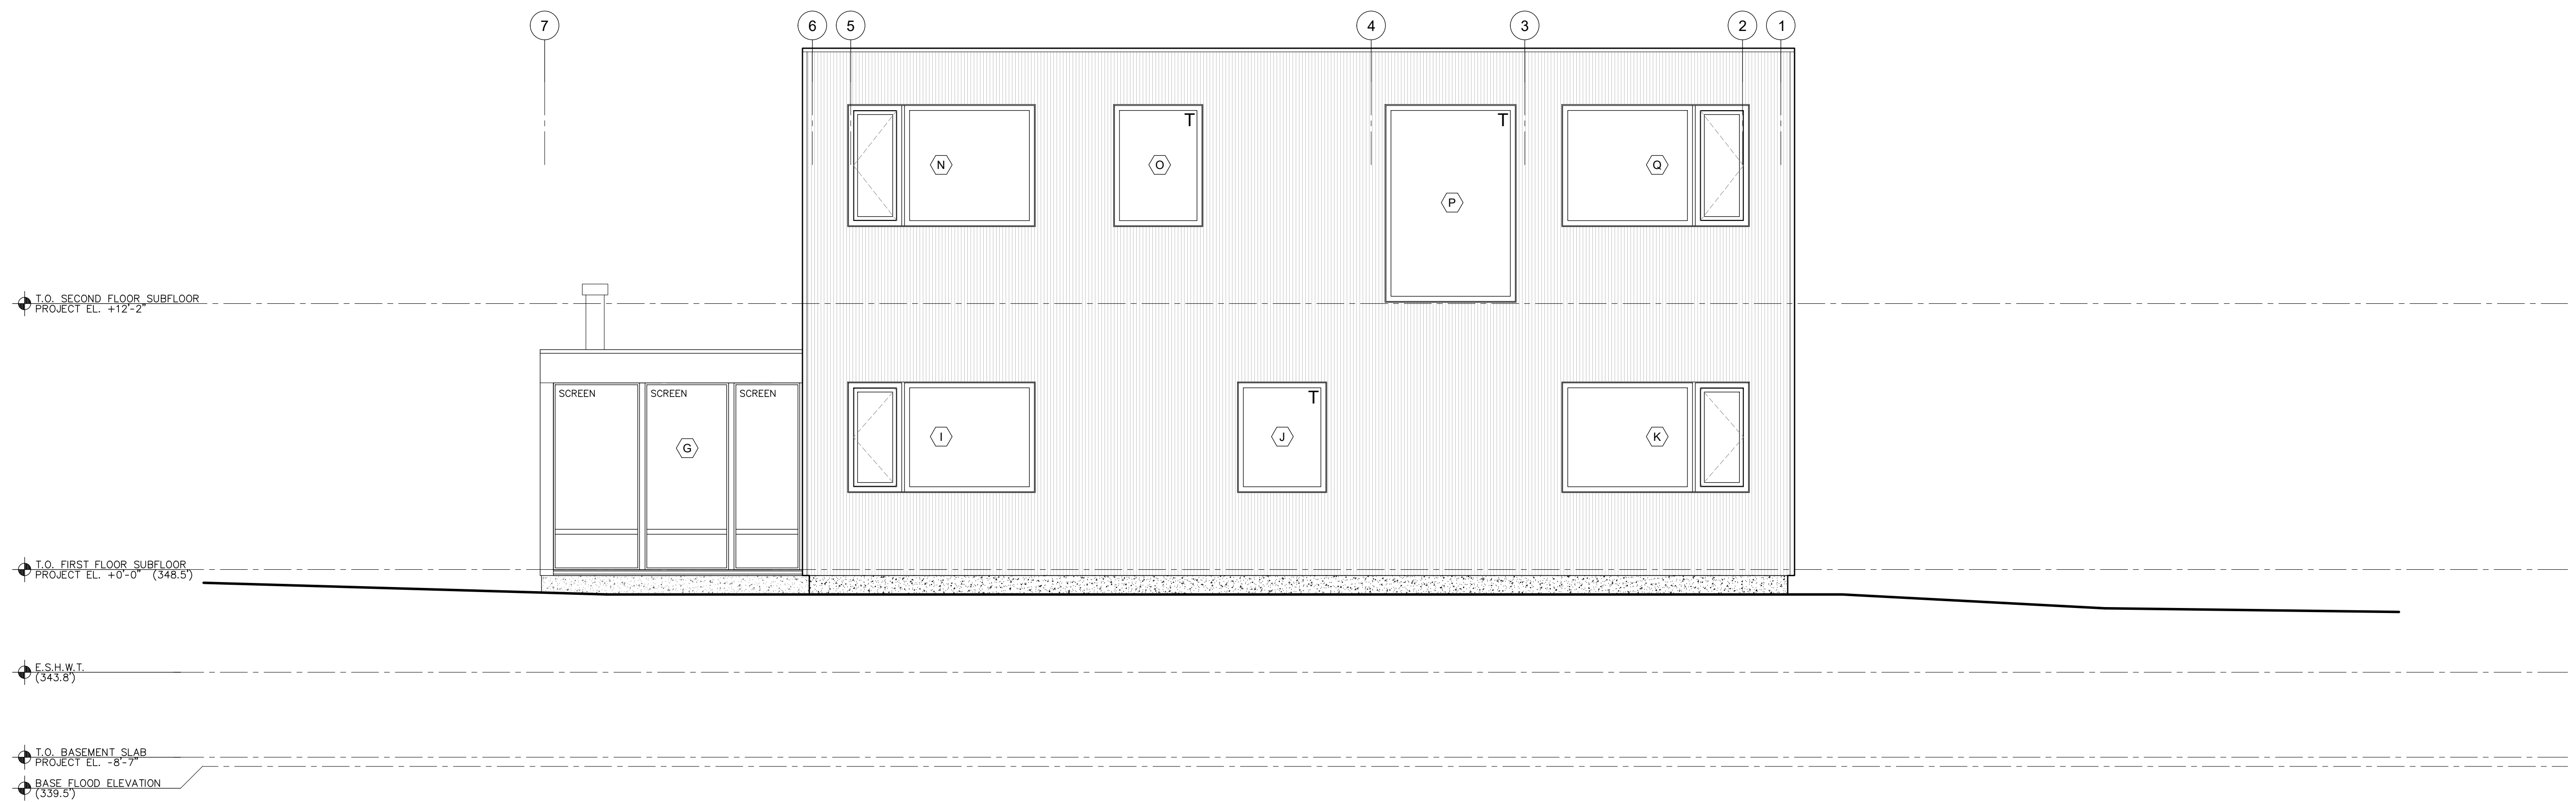 7 6 5 4 3 2 1
T T
N O Q
P
T.O. SECOND FLOOR SUBFLOOR
PROJECT EL. +12'-2"
SCREEN SCREEN SCREEN T
I J K
G
T.O. FIRST FLOOR SUBFLOOR
PROJECT EL. +0'-0" (348.5')
E.S.H.W.T.
(343.8')
T.O. BASEMENT SLAB
PROJECT EL. -8'-7"
BASE FLOOD ELEVATION
(339.5')